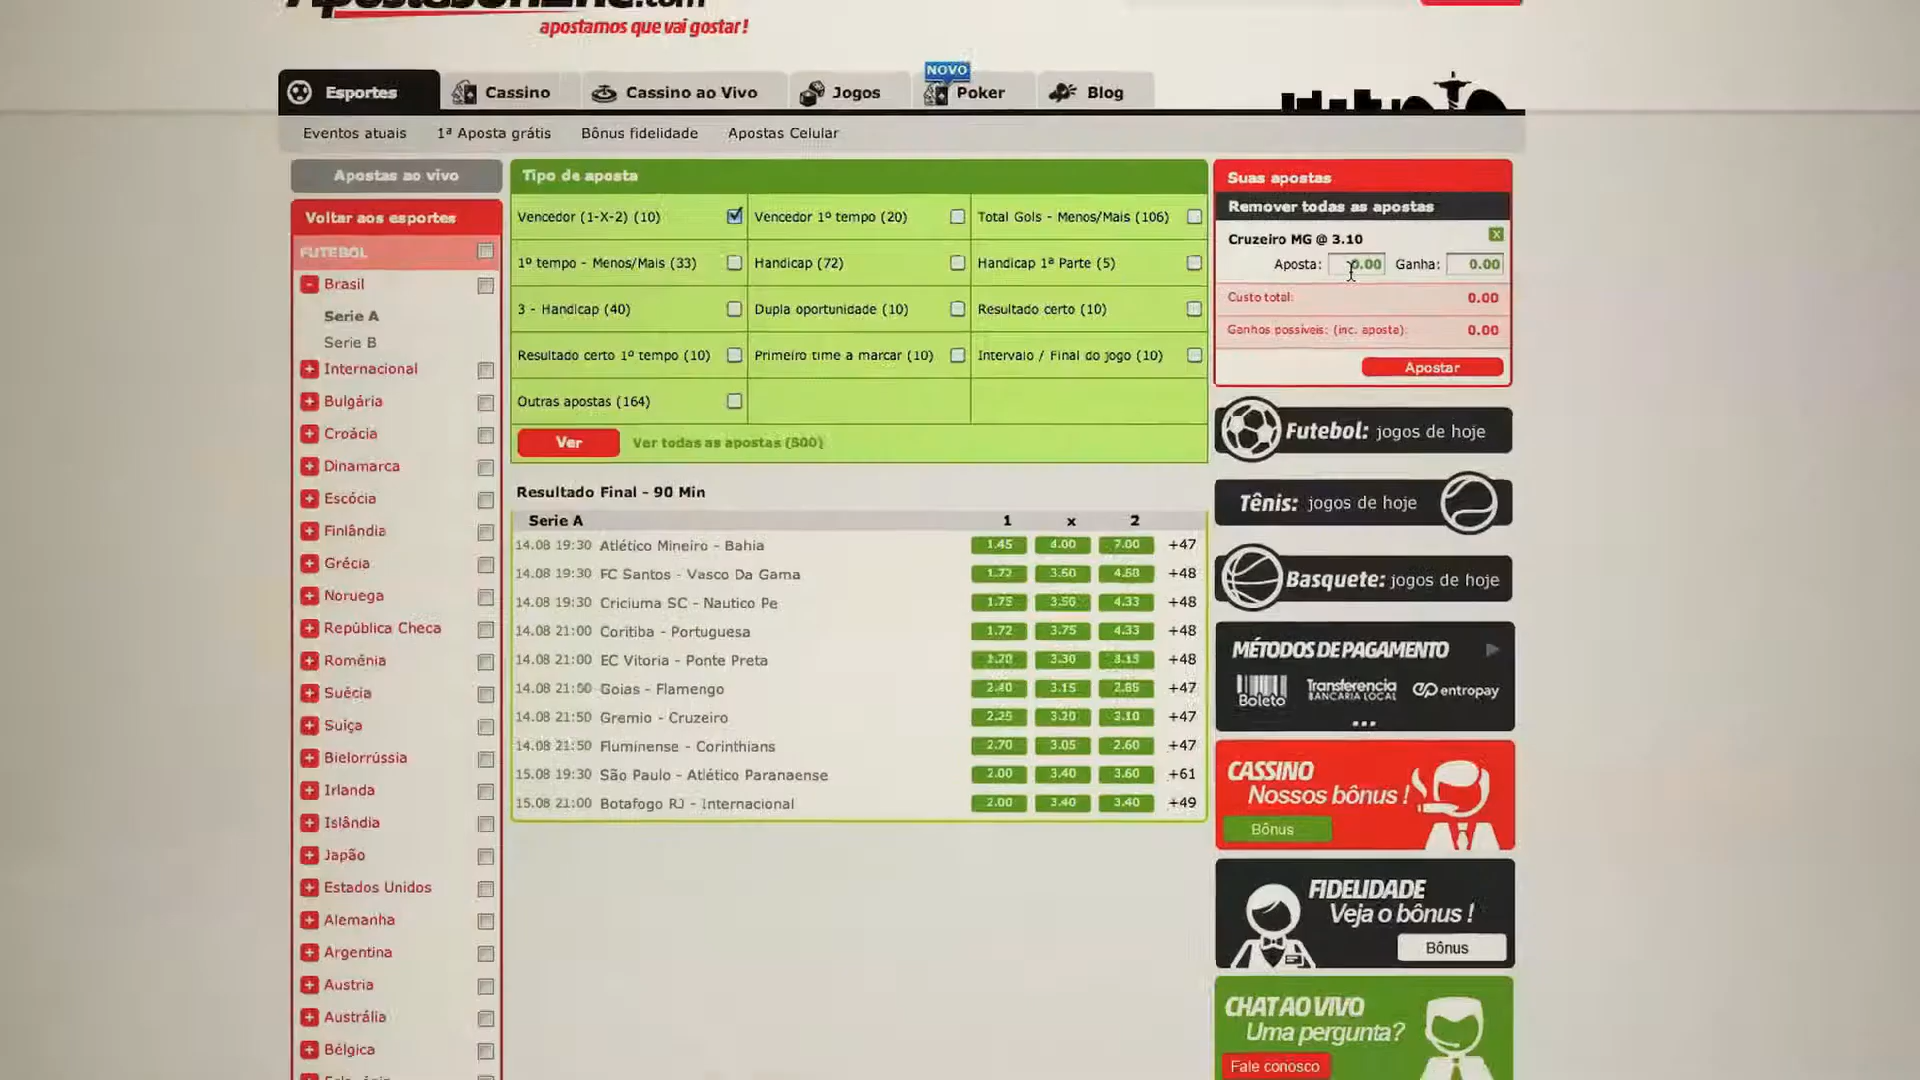 apostamos que vai gostar!
NOVO
Esportes
Cassino
Cassino ao Vivo
Jogos
Poker
Blog
Eventos atuais
1ª Aposta grátis
Bônus fidelidade
Apostas Celular
Apostas ao vivo
Voltar aos esportes
FUTEBOL
Brasil
Serie A
Serie B
Internacional
Bulgária
Croácia
Dinamarca
Escócia
Finlândia
Grécia
Noruega
República Checa
Romênia
Suécia
Suíça
Bielorrússia
Irlanda
Islândia
Japão
Estados Unidos
Alemanha
Argentina
Austria
Austrália
Bélgica
Tipo de aposta
Vencedor (1-X-2) (10)
Vencedor 1º tempo (20)
Total Gols - Menos/Mais (106)
1º tempo - Menos/Mais (33)
Handicap (72)
Handicap 1ª Parte (5)
3 - Handicap (40)
Dupla oportunidade (10)
Resultado certo (10)
Resultado certo 1º tempo (10)
Primeiro time a marcar (10)
Intervalo / Final do jogo (10)
Outras apostas (164)
Ver
Ver todas as apostas (500)
Resultado Final - 90 Min
Serie A 1 x 2
14.08 19:30 Atlético Mineiro - Bahia 1.45 4.00 7.00 +47
14.08 19:30 FC Santos - Vasco Da Gama 3.50 +48
14.08 19:30 Criciuma SC - Nautico Pe 1.75 3.50 4.33 +48
14.08 21:00 Coritiba - Portuguesa 1.72 3.75 4.33 +48
14.08 21:00 EC Vitoria - Ponte Preta 3.30 +48
14.08 Goias - Flamengo 2.40 3.15 2.85 +47
14.08 21:50 Gremio - Cruzeiro 2.25 3.20 3.10 +47
14.08 21:50 Fluminense - Corinthians 2.70 3.05 2.60 +47
15.08 19:30 São Paulo - Atlético Paranaense 2.00 3.40 3.60 +61
15.08 21:00 Botafogo RJ - Internacional 2.00 3.40 3.40 +49
Suas apostas
Remover todas as apostas
Cruzeiro MG @ 3.10
X
Aposta: 0.00 Ganha: 0.00
Custo total: 0.00
Ganhos possíveis: (inc. aposta): 0.00
Apostar
Futebol: jogos de hoje
Tênis: jogos de hoje
Basquete: jogos de hoje
MÉTODOS DE PAGAMENTO
Boleto
Transferencia
BANCARIA LOCAL
entropay
CASSINO
Nossos bônus !
Bônus
FIDELIDADE
Veja o bônus !
Bônus
CHAT AO VIVO
Uma pergunta?
Fale conosco